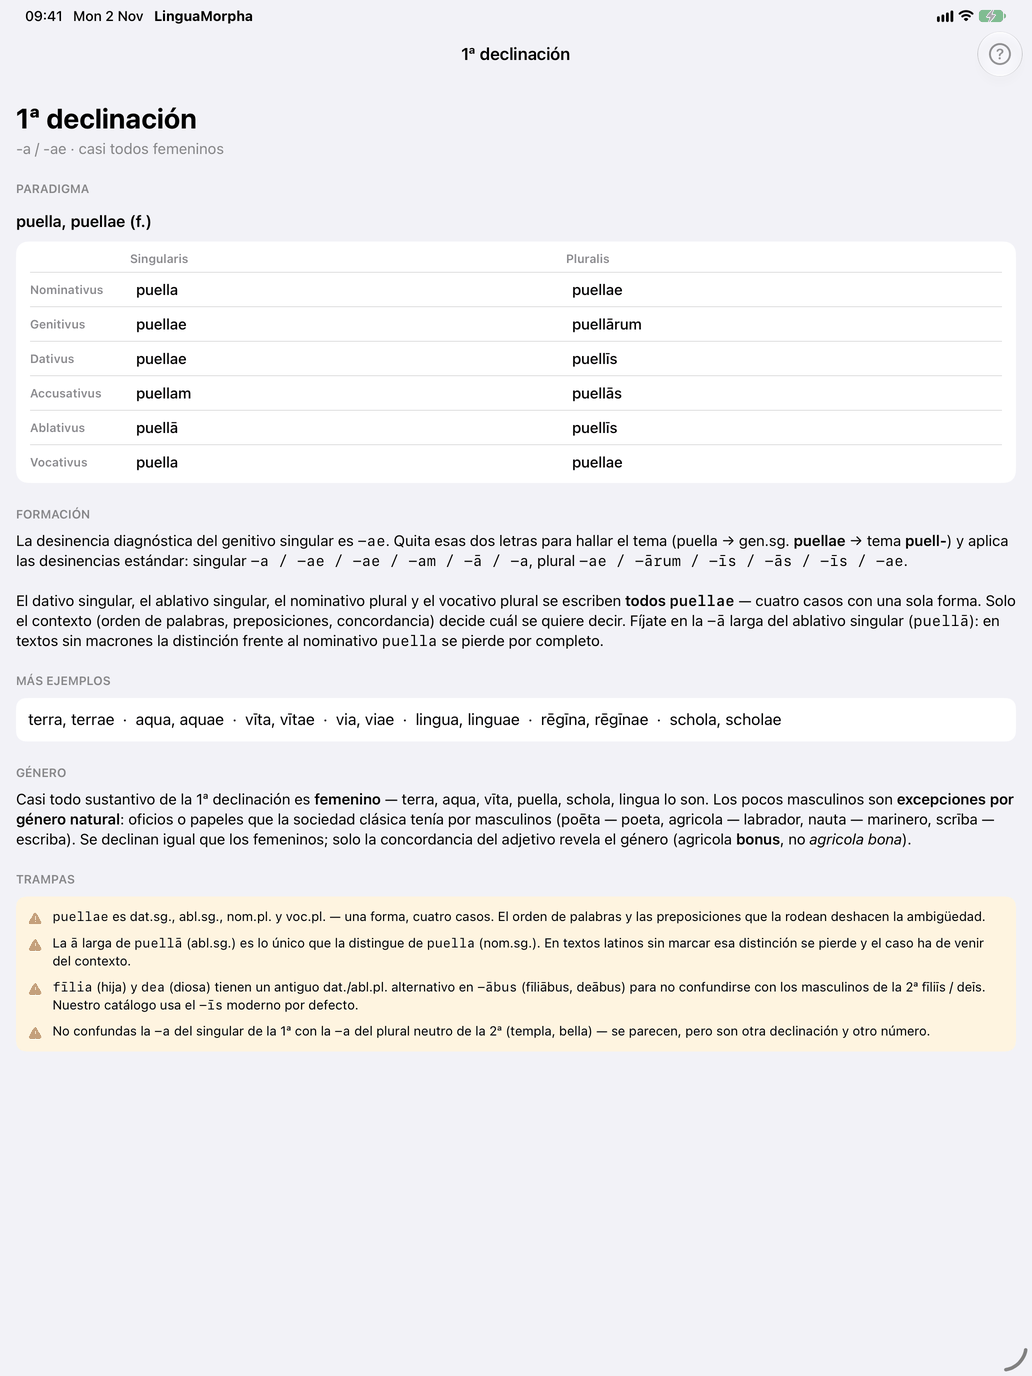 09:41 Mon 2 Nov LinguaMorpha
1ª declinación
?
1ª declinación
-a / -ae · casi todos femeninos
PARADIGMA
puella, puellae (f.)
Singularis Pluralis
Nominativus puella puellae
Genitivus puellae puellārum
Dativus puellae puellīs
Accusativus puellam puellās
Ablativus puellā puellīs
Vocativus puella puellae
FORMACIÓN
La desinencia diagnóstica del genitivo singular es -ae. Quita esas dos letras para hallar el tema (puella → gen.sg. puellae → tema puell-) y aplica
las desinencias estándar: singular -a / -ae / -ae / -am / -ā / -a, plural -ae / -ārum / -īs / -ās / -īs / -ae.
El dativo singular, el ablativo singular, el nominativo plural y el vocativo plural se escriben todos puellae — cuatro casos con una sola forma. Solo
el contexto (orden de palabras, preposiciones, concordancia) decide cuál se quiere decir. Fíjate en la -ā larga del ablativo singular (puellā): en
textos sin macrones la distinción frente al nominativo puella se pierde por completo.
MÁS EJEMPLOS
terra, terrae · aqua, aquae · vīta, vītae · via, viae · lingua, linguae · rēgīna, rēgīnae · schola, scholae
GÉNERO
Casi todo sustantivo de la 1ª declinación es femenino — terra, aqua, vīta, puella, schola, lingua lo son. Los pocos masculinos son excepciones por
género natural: oficios o papeles que la sociedad clásica tenía por masculinos (poēta — poeta, agricola — labrador, nauta — marinero, scrība —
escriba). Se declinan igual que los femeninos; solo la concordancia del adjetivo revela el género (agricola bonus, no agricola bona).
TRAMPAS
puellae es dat.sg., abl.sg., nom.pl. y voc.pl. — una forma, cuatro casos. El orden de palabras y las preposiciones que la rodean deshacen la ambigüedad.
La ā larga de puellā (abl.sg.) es lo único que la distingue de puella (nom.sg.). En textos latinos sin marcar esa distinción se pierde y el caso ha de venir
del contexto.
fīlia (hija) y dea (diosa) tienen un antiguo dat./abl.pl. alternativo en -ābus (fīliābus, deābus) para no confundirse con los masculinos de la 2ª fīliīs / deīs.
Nuestro catálogo usa el -īs moderno por defecto.
No confundas la -a del singular de la 1ª con la -a del plural neutro de la 2ª (templa, bella) — se parecen, pero son otra declinación y otro número.